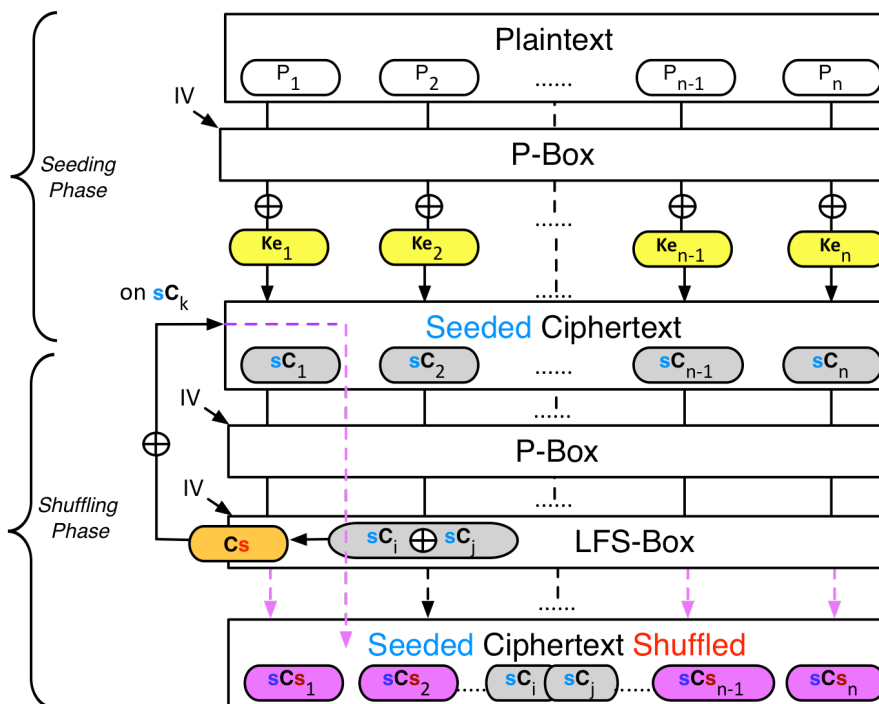 Plaintext
P1 P2 ...... Pn-1 Pn
IV
P-Box
Seeding
Phase
......
Ke1 Ke2 Ken-1 Ken
......
on sCk
Seeded Ciphertext
sC1 sC2 ...... sCn-1 sCn
IV
......
P-Box
IV
......
Shuffling
Phase
Cs sCi sCj LFS-Box
......
Seeded Ciphertext Shuffled
sCs1 sCs2 ...... sCi sCj ...... sCsn-1 sCsn